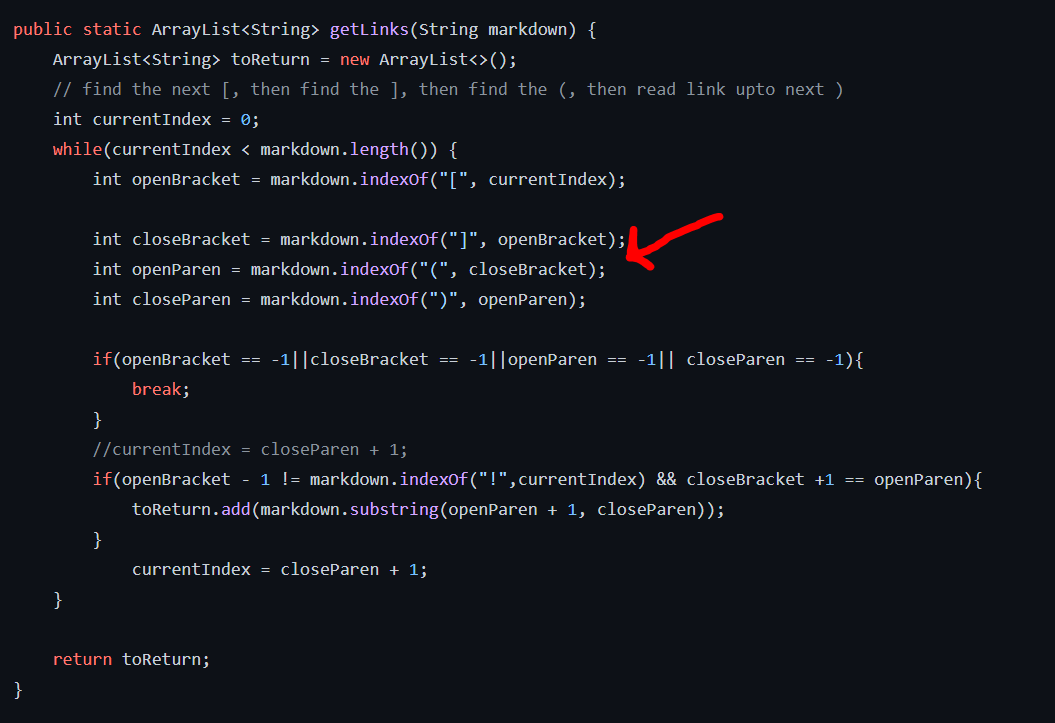 public static ArrayList<String> getLinks(String markdown) {
    ArrayList<String> toReturn = new ArrayList<>();
    // find the next [, then find the ], then find the (, then read link upto next )
    int currentIndex = 0;
    while(currentIndex < markdown.length()) {
        int openBracket = markdown.indexOf("[", currentIndex);
        int closeBracket = markdown.indexOf("]", openBracket);
        int openParen = markdown.indexOf("(", closeBracket);
        int closeParen = markdown.indexOf(")", openParen);
        if(openBracket == -1||closeBracket == -1||openParen == -1|| closeParen == -1){
            break;
        }
        //currentIndex = closeParen + 1;
        if(openBracket - 1 != markdown.indexOf("!",currentIndex) && closeBracket +1 == openParen){
            toReturn.add(markdown.substring(openParen + 1, closeParen));
        }
            currentIndex = closeParen + 1;
    }
    return toReturn;
}